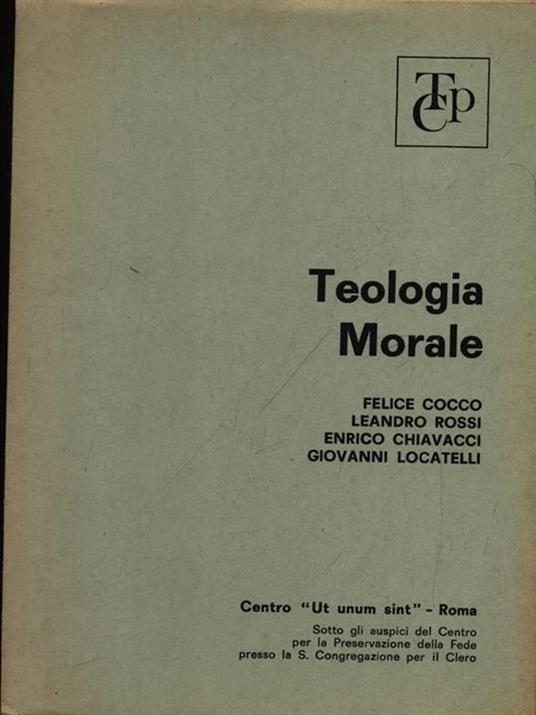 TCp
Teologia
Morale
FELICE COCCO
LEANDRO ROSSI
ENRICO CHIAVACCI
GIOVANNI LOCATELLI
Centro "Ut unum sint" - Roma
Sotto gli auspici del Centro
per la Preservazione della Fede
presso la S. Congregazione per il Clero